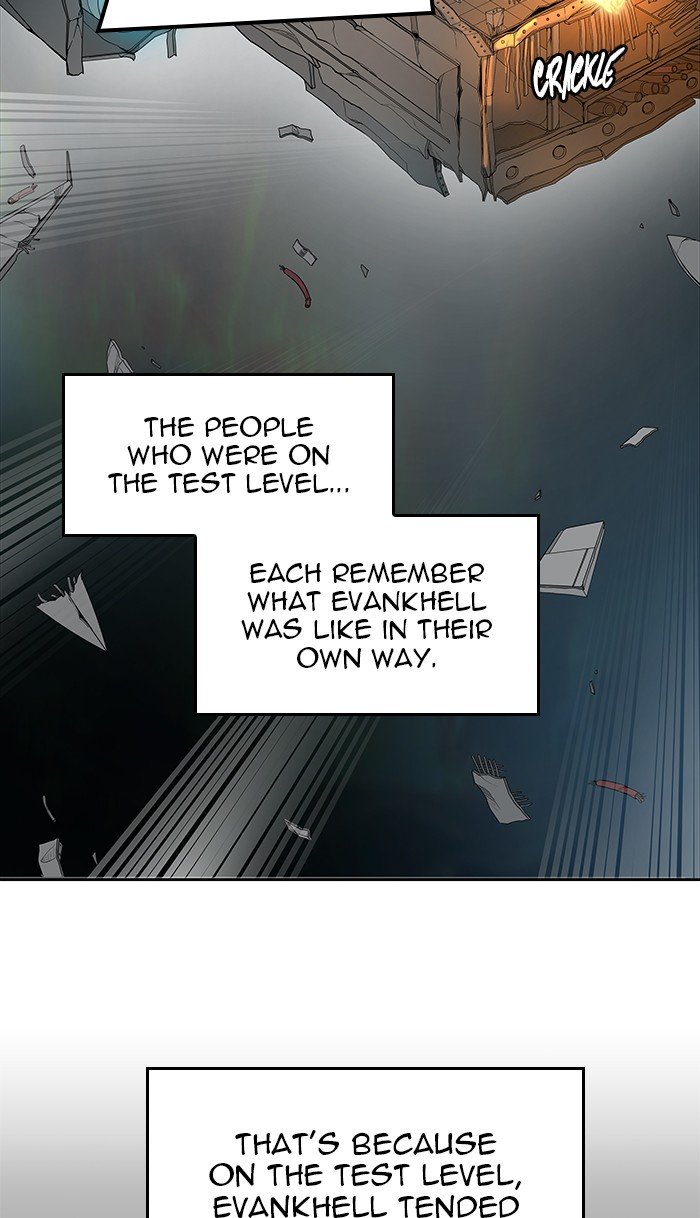 CRACKLE
THE PEOPLE
WHO WERE ON
THE TEST LEVEL...
EACH REMEMBER
WHAT EVANKHELL
WAS LIKE IN THEIR
OWN WAY.
THAT'S BECAUSE
ON THE TEST LEVEL,
EVANKHELL TENDED